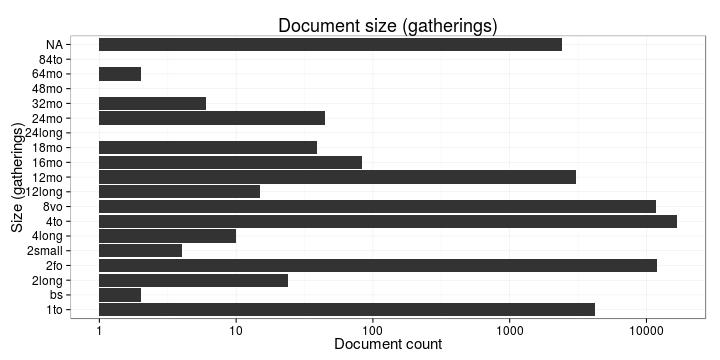 Document size (gatherings)
Size (gatherings)
NA
84to
64mo
48mo
32mo
24mo
24long
18mo
16mo
12mo
12long
8vo
4to
4long
2small
2fo
2long
bs
1to
1 10 100 1000 10000
Document count